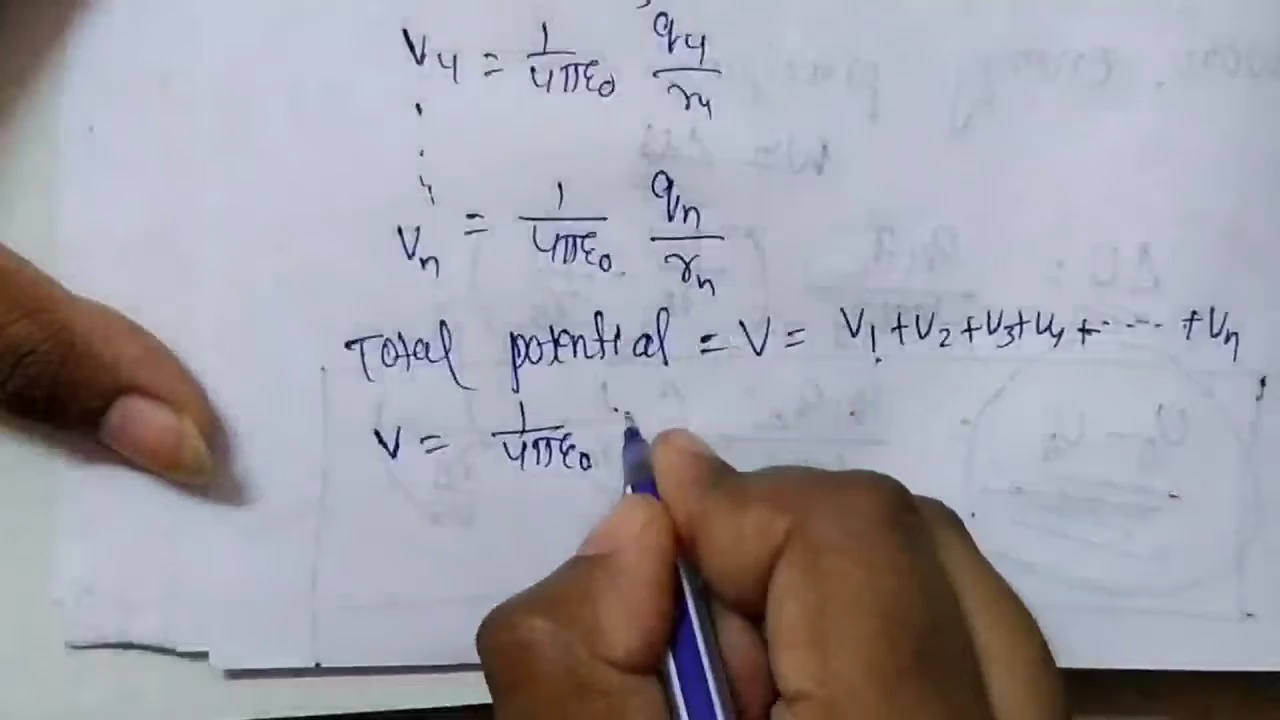 V4 = 1/4πε0 q4/r4
.
.
.
Vn = 1/4πε0 qn/rn
Total potential = V = V1 + V2 + V3 + V4 + ---- + Vn
V = 1/4πε0